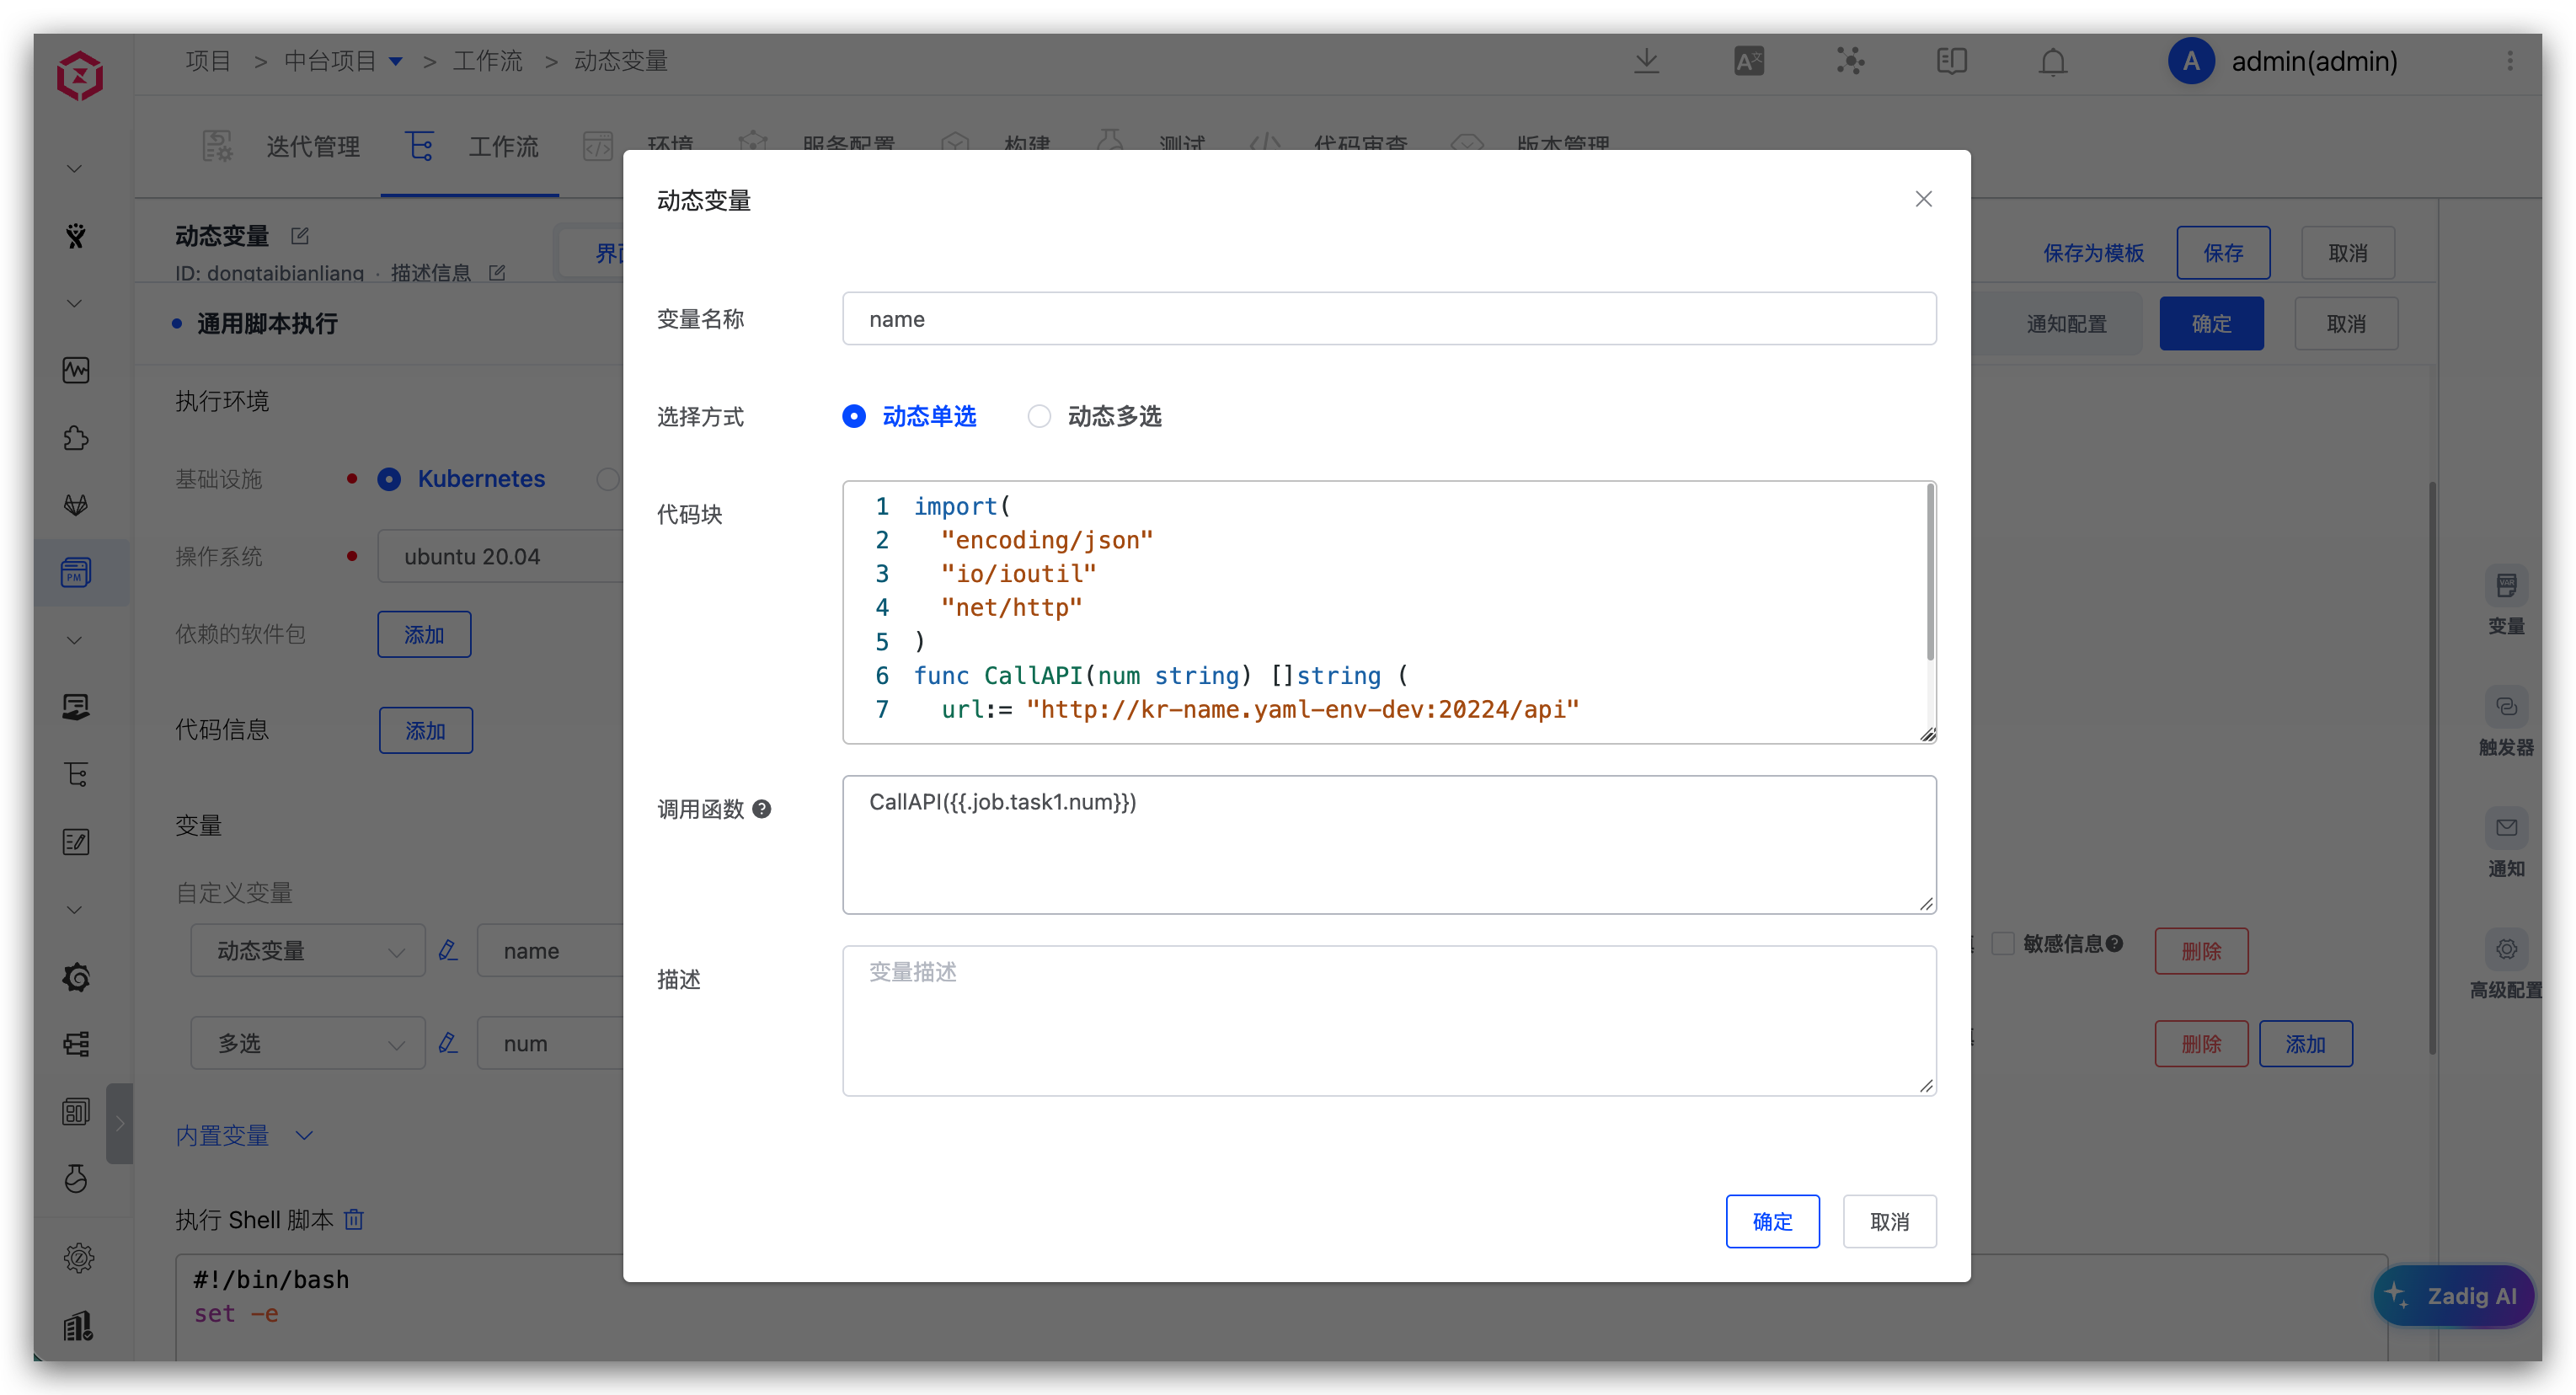 项目 > 中台项目 > 工作流 > 动态变量
A admin(admin)
迭代管理 工作流 环境 服务配置 构建 测试 代码审查 版本管理
动态变量
ID: dongtaibianliang · 描述信息
保存为模板 保存 取消
通用脚本执行
通知配置 确定 取消
执行环境
基础设施 Kubernetes
操作系统 ubuntu 20.04
依赖的软件包 添加
代码信息 添加
变量
自定义变量
动态变量 name
敏感信息 删除
多选 num
删除 添加
内置变量
执行 Shell 脚本
#!/bin/bash
set -e
动态变量
变量名称 name
选择方式 动态单选 动态多选
代码块
1 import(
2 "encoding/json"
3 "io/ioutil"
4 "net/http"
5 )
6 func CallAPI(num string) []string (
7 url:= "http://kr-name.yaml-env-dev:20224/api"
调用函数 CallAPI({{.job.task1.num}})
描述 变量描述
确定 取消
变量
触发器
通知
高级配置
Zadig AI
PM
VAR